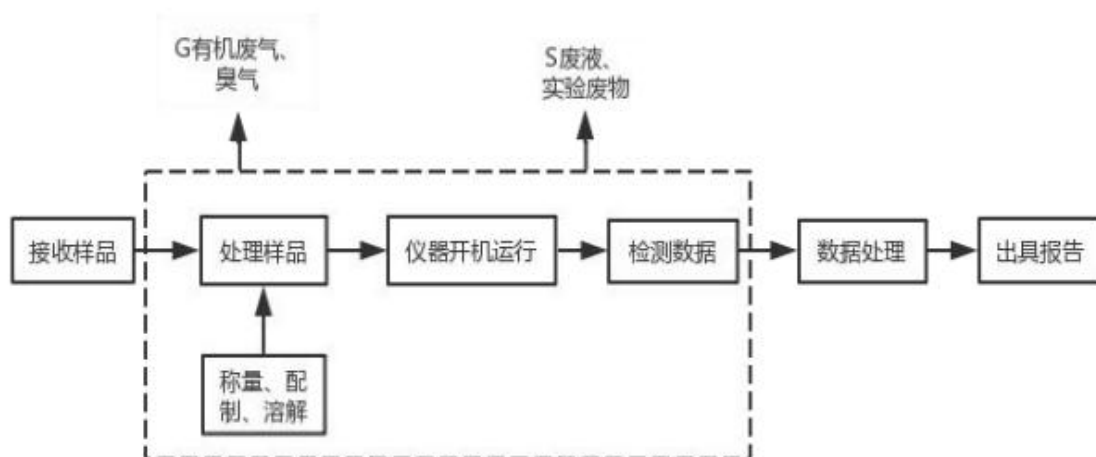 G有机废气、
臭气
S废液、
实验废物
接收样品
处理样品
仪器开机运行
检测数据
数据处理
出具报告
称量、配
制、溶解